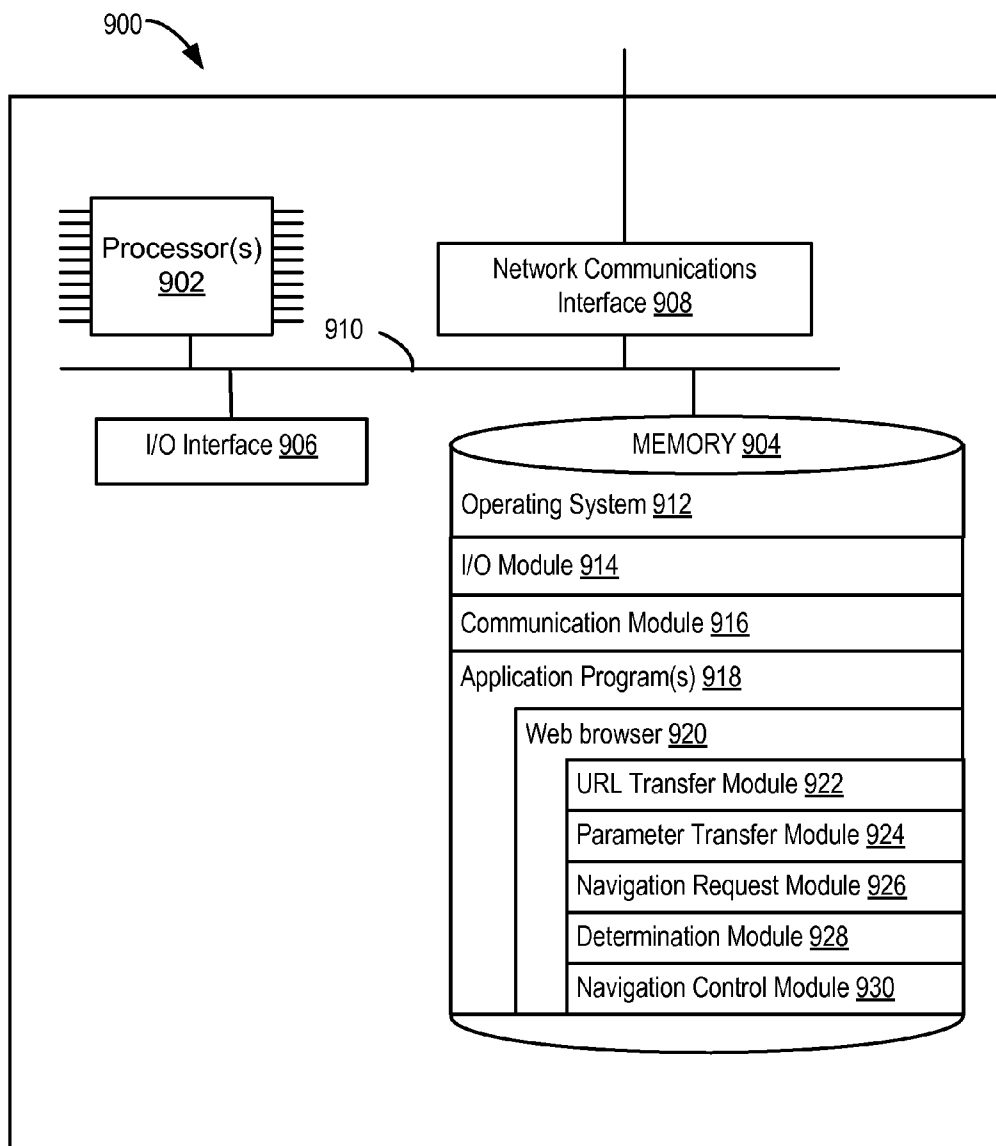 900
Processor(s)
902
Network Communications
Interface 908
910
I/O Interface 906
MEMORY 904
Operating System 912
I/O Module 914
Communication Module 916
Application Program(s) 918
Web browser 920
URL Transfer Module 922
Parameter Transfer Module 924
Navigation Request Module 926
Determination Module 928
Navigation Control Module 930